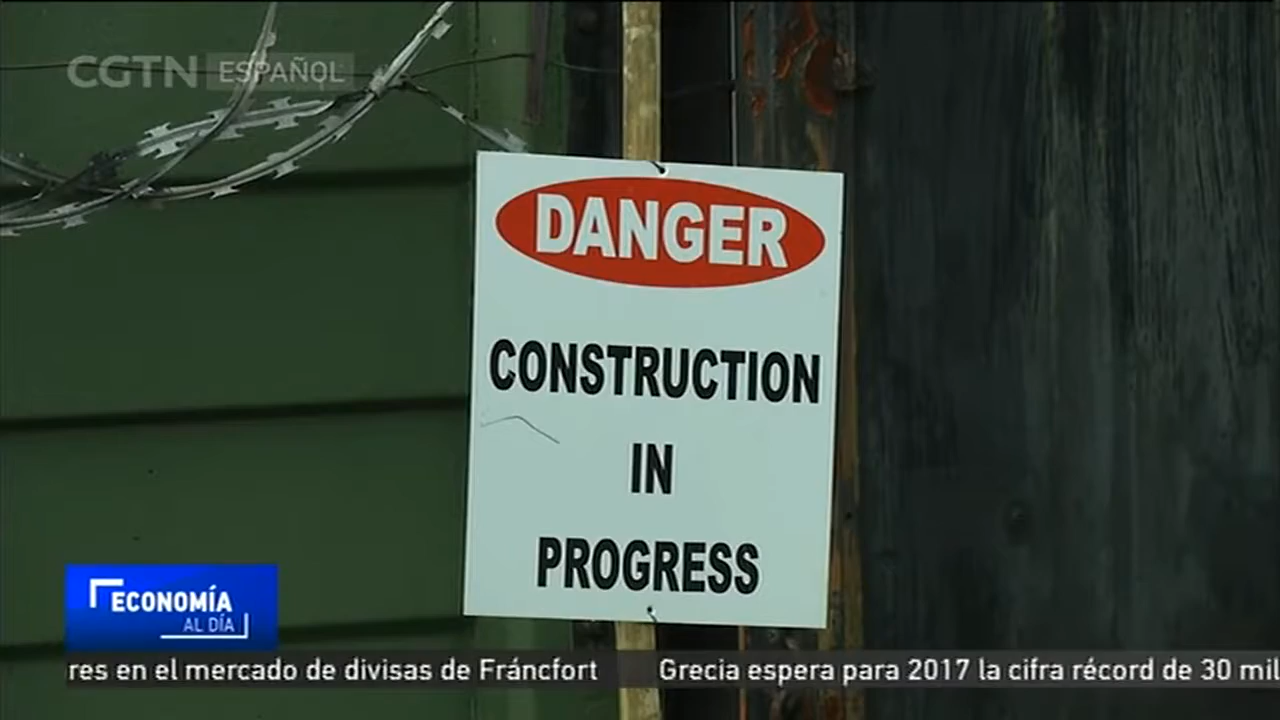 CGTN ESPAÑOL
DANGER
CONSTRUCTION
IN
PROGRESS
ECONOMÍA
AL DÍA
res en el mercado de divisas de Fráncfort Grecia espera para 2017 la cifra récord de 30 mil